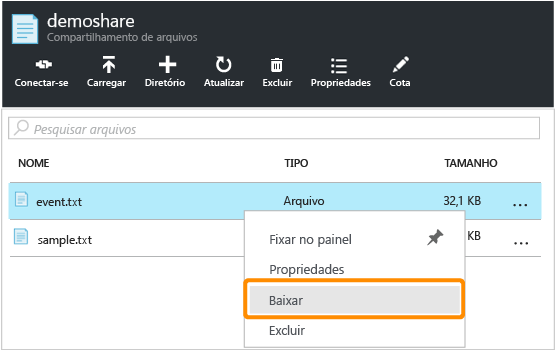 demoshare
Compartilhamento de arquivos
Conectar-se Carregar Diretório Atualizar Excluir Propriedades Cota
Pesquisar arquivos
NOME TIPO TAMANHO
event.txt Arquivo 32,1 KB ...
sample.txt KB ...
Fixar no painel
Propriedades
Baixar
Excluir